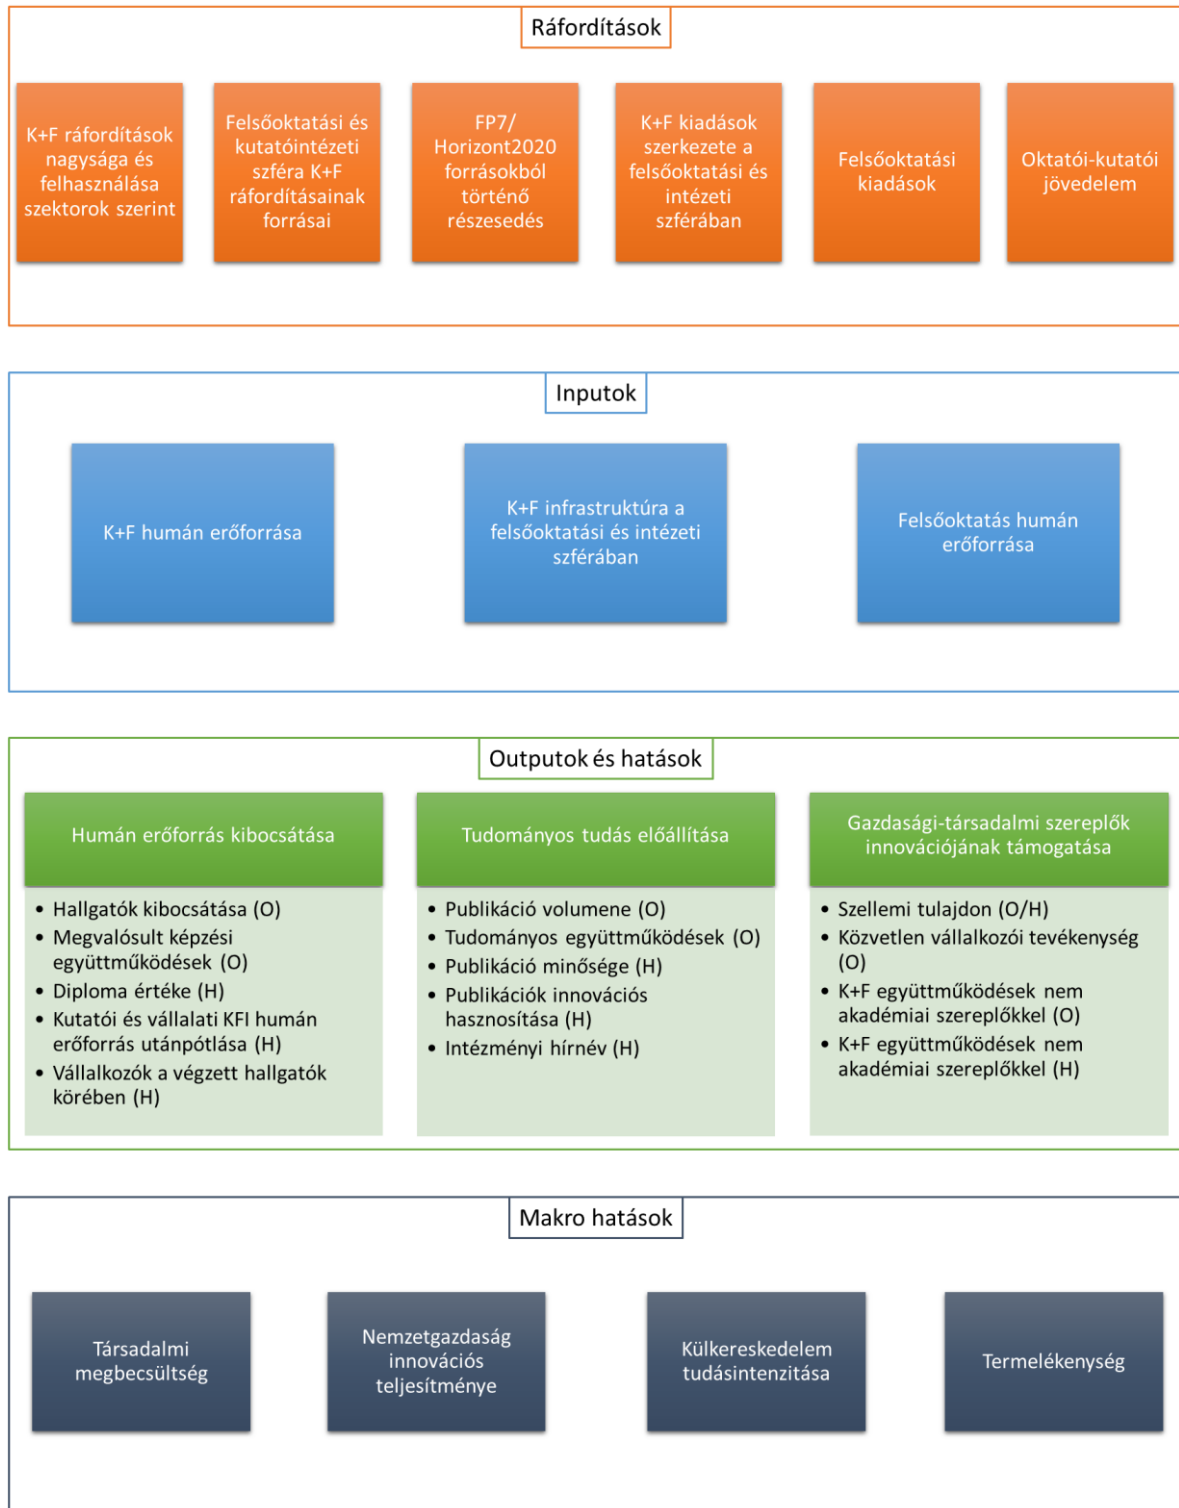 Ráfordítások
K+F ráfordítások
nagysága és
felhasználása
szektorok szerint
Felsőoktatási és
kutatóintézeti
szféra K+F
ráfordításainak
forrásai
FP7/
Horizont2020
forrásokból
történő
részesedés
K+F kiadások
szerkezete a
felsőoktatási és
intézeti
szférában
Felsőoktatási
kiadások
Oktatói-kutatói
jövedelem
Inputok
K+F humán erőforrása
K+F infrastruktúra a
felsőoktatási és intézeti
szférában
Felsőoktatás humán
erőforrása
Outputok és hatások
Humán erőforrás kibocsátása
• Hallgatók kibocsátása (O)
• Megvalósult képzési
együttműködések (O)
• Diploma értéke (H)
• Kutatói és vállalati KFI humán
erőforrás utánpótlása (H)
• Vállalkozók a végzett hallgatók
körében (H)
Tudományos tudás előállítása
• Publikáció volumene (O)
• Tudományos együttműködések (O)
• Publikáció minősége (H)
• Publikációk innovációs
hasznosítása (H)
• Intézményi hírnév (H)
Gazdasági-társadalmi szereplők
innovációjának támogatása
• Szellemi tulajdon (O/H)
• Közvetlen vállalkozói tevékenység
(O)
• K+F együttműködések nem
akadémiai szereplőkkel (O)
• K+F együttműködések nem
akadémiai szereplőkkel (H)
Makro hatások
Társadalmi
megbecsültség
Nemzetgazdaság
innovációs
teljesítménye
Külkereskedelem
tudásintenzitása
Termelékenység